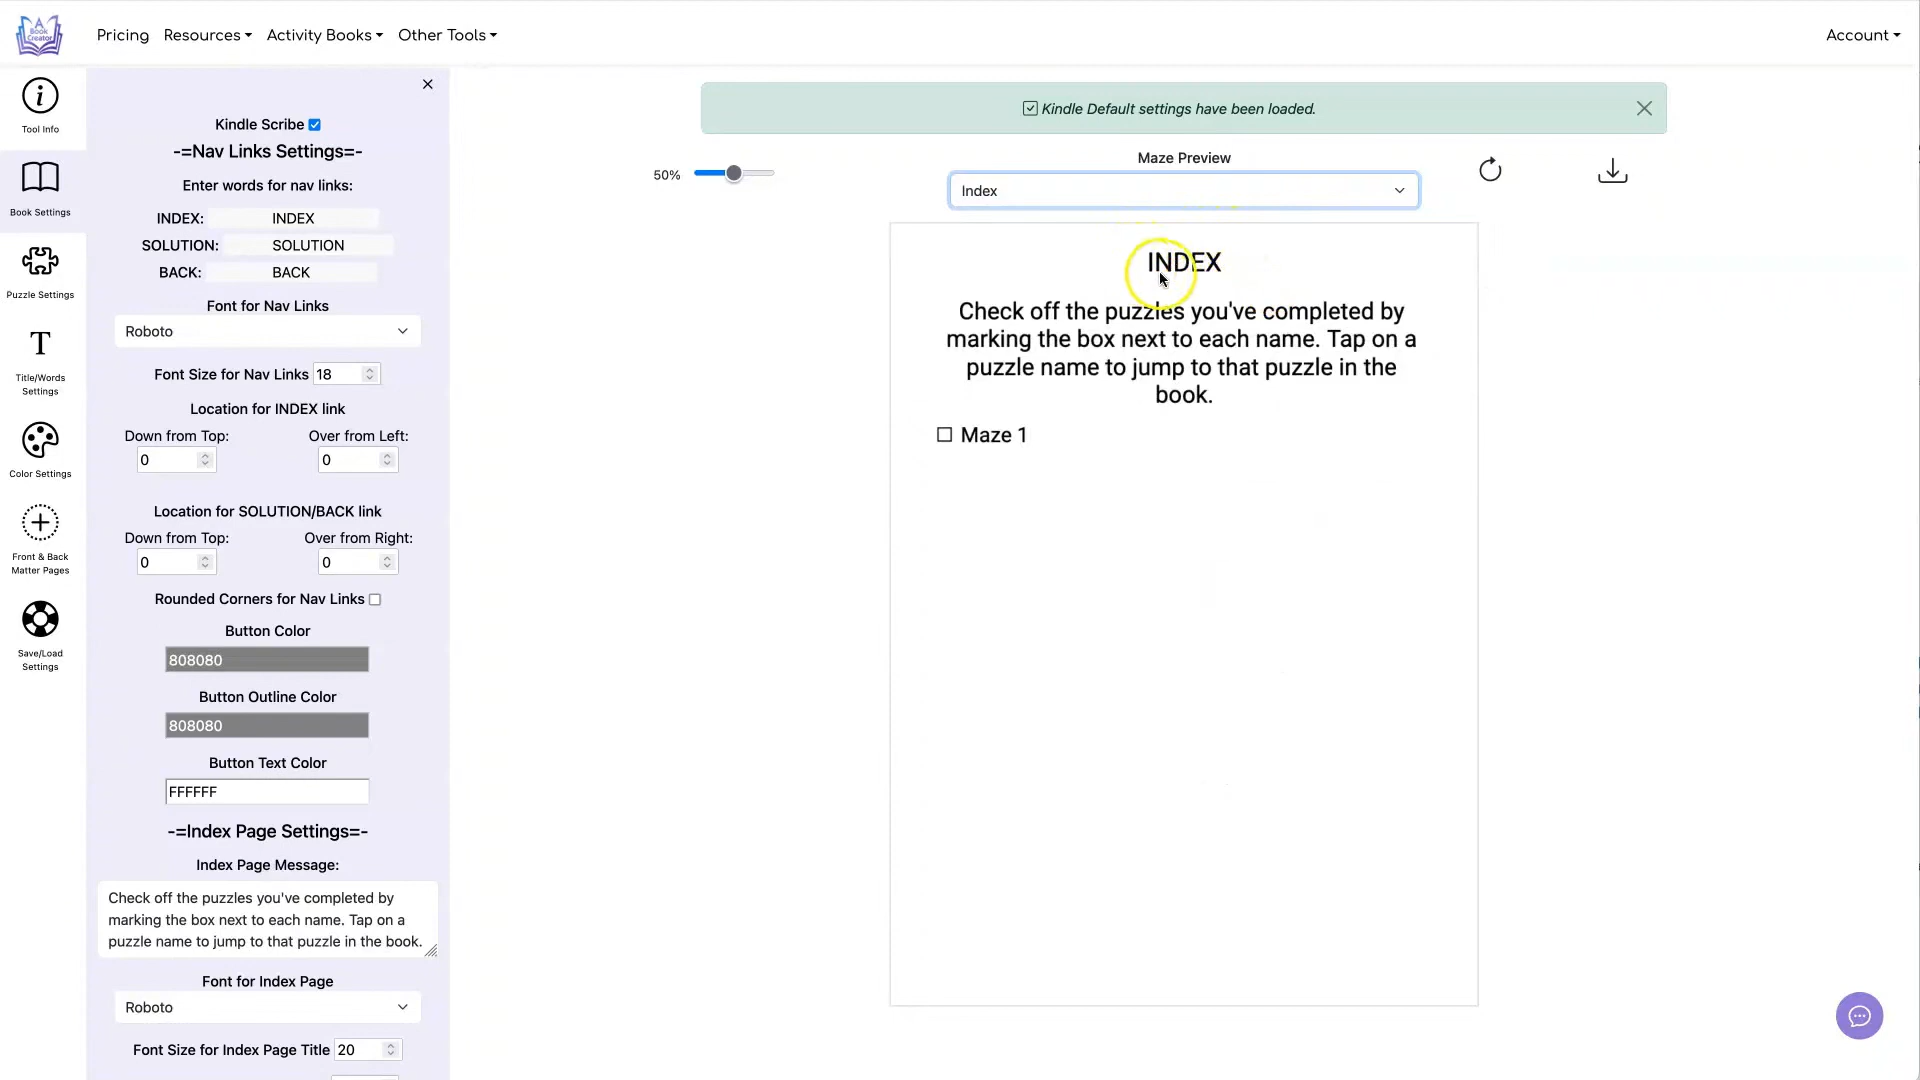 A
Book
Creator
Pricing
Resources
Activity Books
Other Tools
Account
Tool Info
Book Settings
Puzzle Settings
Title/Words
Settings
Color Settings
Front & Back
Matter Pages
Save/Load
Settings
Kindle Scribe
-=Nav Links Settings=-
Enter words for nav links:
INDEX: INDEX
SOLUTION: SOLUTION
BACK: BACK
Font for Nav Links
Roboto
Font Size for Nav Links 18
Location for INDEX link
Down from Top: Over from Left:
0 0
Location for SOLUTION/BACK link
Down from Top: Over from Right:
0 0
Rounded Corners for Nav Links
Button Color
808080
Button Outline Color
808080
Button Text Color
FFFFFF
-=Index Page Settings=-
Index Page Message:
Check off the puzzles you've completed by
marking the box next to each name. Tap on a
puzzle name to jump to that puzzle in the book.
Font for Index Page
Roboto
Font Size for Index Page Title 20
Kindle Default settings have been loaded.
50%
Maze Preview
Index
INDEX
Check off the puzzles you've completed by
marking the box next to each name. Tap on a
puzzle name to jump to that puzzle in the
book.
Maze 1